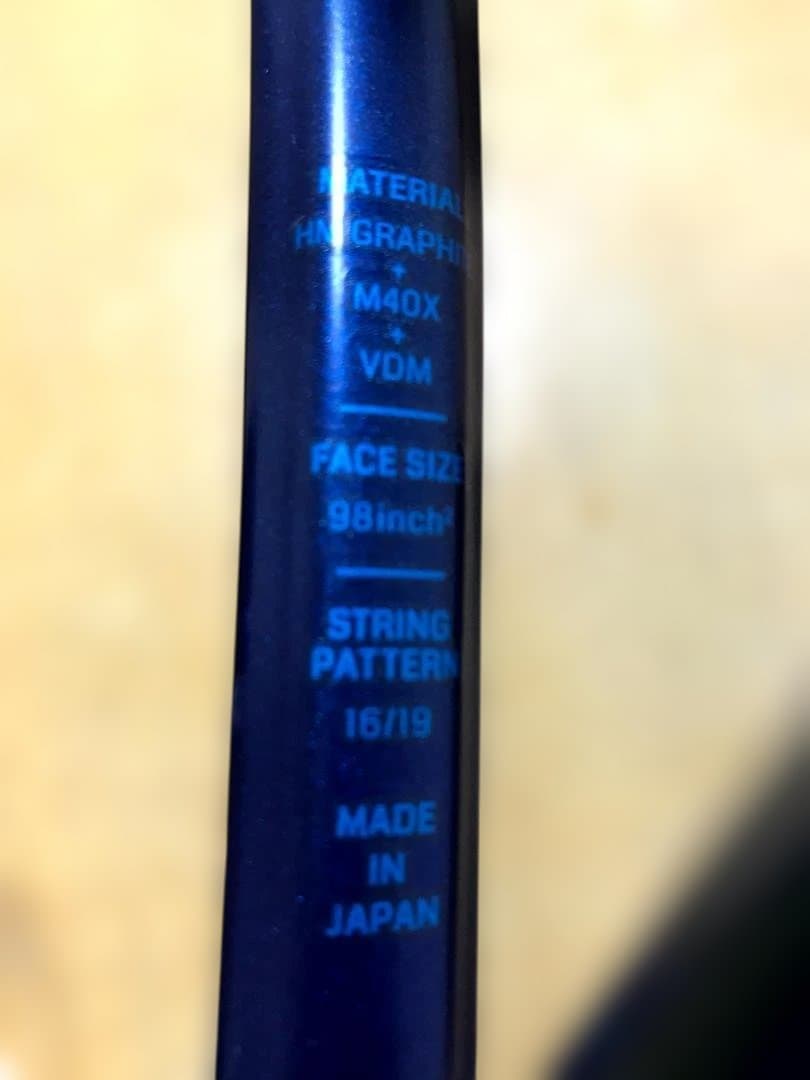 MATERIAL
HM GRAPHITE
+
M40X
+
VDM
FACE SIZE
98inch²
STRING
PATTERN
16/19
MADE
IN
JAPAN